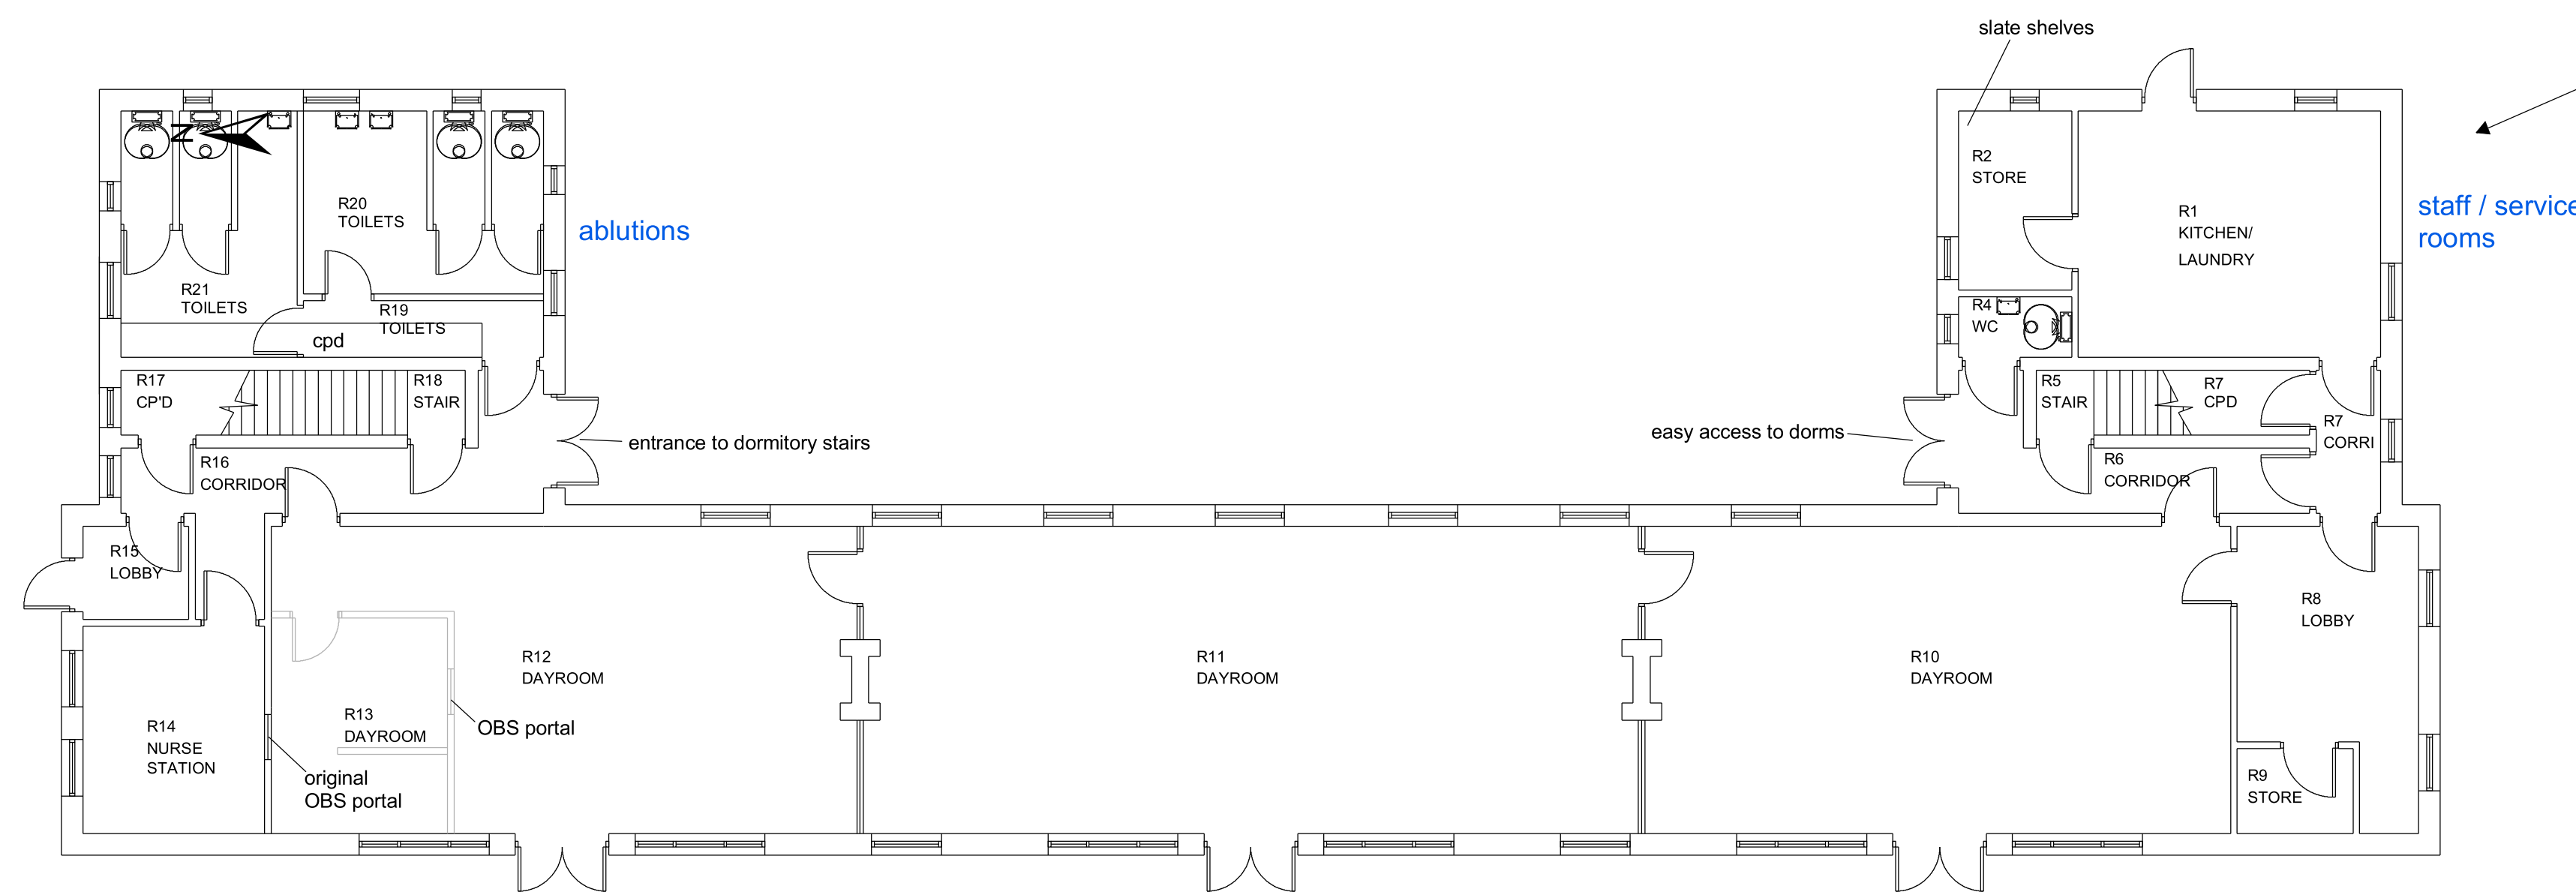 slate shelves
N
R20
TOILETS
ablutions
R21
TOILETS
R19
TOILETS
cpd
R17
CP'D
R18
STAIR
entrance to dormitory stairs
R16
CORRIDOR
R15
LOBBY
R14
NURSE
STATION
R13
DAYROOM
original
OBS portal
OBS portal
R12
DAYROOM
R11
DAYROOM
R10
DAYROOM
R2
STORE
R1
KITCHEN/
LAUNDRY
staff / service
rooms
R4
WC
R5
STAIR
R7
CPD
R7
CORRI
easy access to dorms
R6
CORRIDOR
R8
LOBBY
R9
STORE